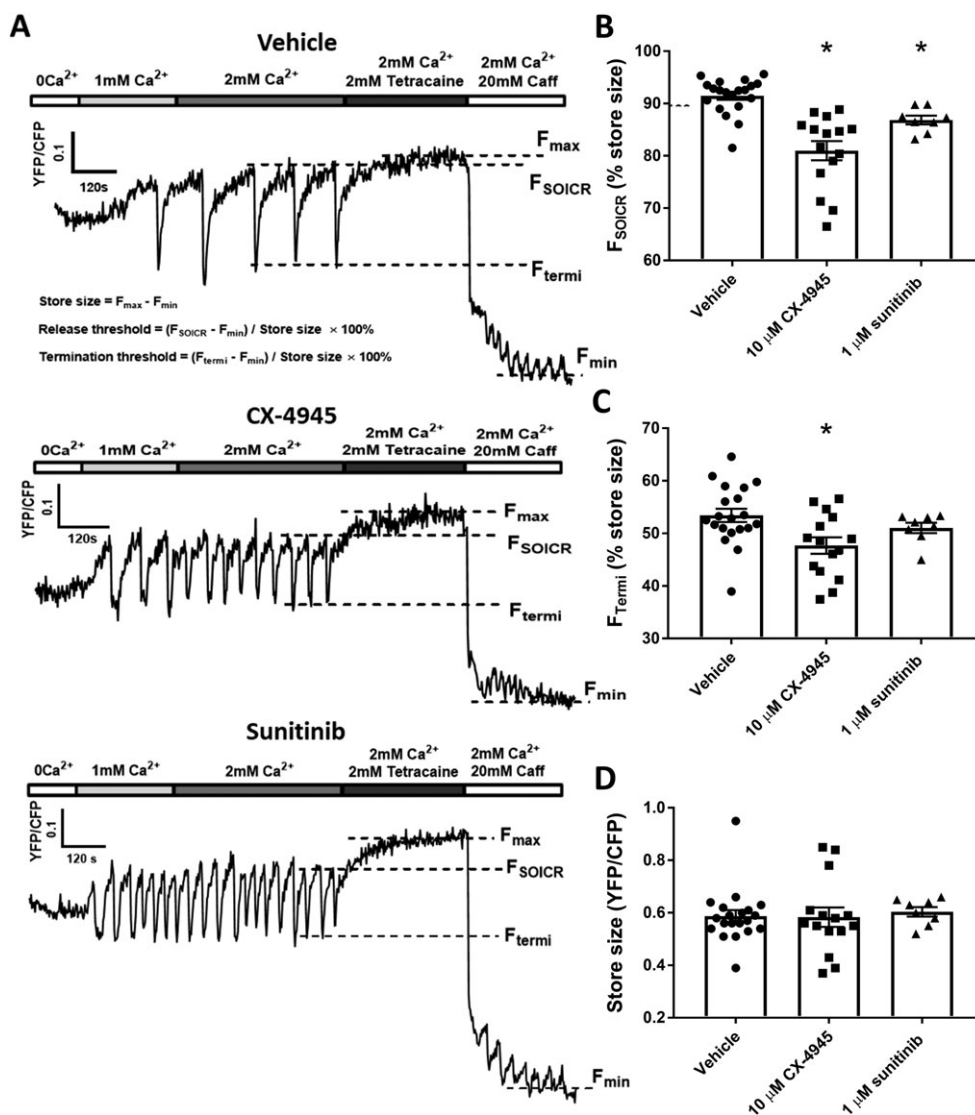 A
Vehicle
0Ca²⁺
1mM Ca²⁺
2mM Ca²⁺
2mM Ca²⁺
2mM Tetracaine
2mM Ca²⁺
20mM Caff
YFP/CFP
0.1
120s
Fmax
FSOICR
Ftermi
Fmin
Store size = Fmax - Fmin
Release threshold = (FSOICR - Fmin) / Store size × 100%
Termination threshold = (Ftermi - Fmin) / Store size × 100%
CX-4945
0Ca²⁺
1mM Ca²⁺
2mM Ca²⁺
2mM Ca²⁺
2mM Tetracaine
2mM Ca²⁺
20mM Caff
YFP/CFP
0.1
120s
Fmax
FSOICR
Ftermi
Fmin
Sunitinib
0Ca²⁺
1mM Ca²⁺
2mM Ca²⁺
2mM Ca²⁺
2mM Tetracaine
2mM Ca²⁺
20mM Caff
YFP/CFP
0.1
120 s
Fmax
FSOICR
Ftermi
Fmin
B
FSOICR (% store size)
100
90
80
70
60
*
*
Vehicle
10 μM CX-4945
1 μM sunitinib
C
FTermi (% store size)
70
60
50
40
30
*
Vehicle
10 μM CX-4945
1 μM sunitinib
D
Store size (YFP/CFP)
1.0
0.8
0.6
0.4
0.2
Vehicle
10 μM CX-4945
1 μM sunitinib